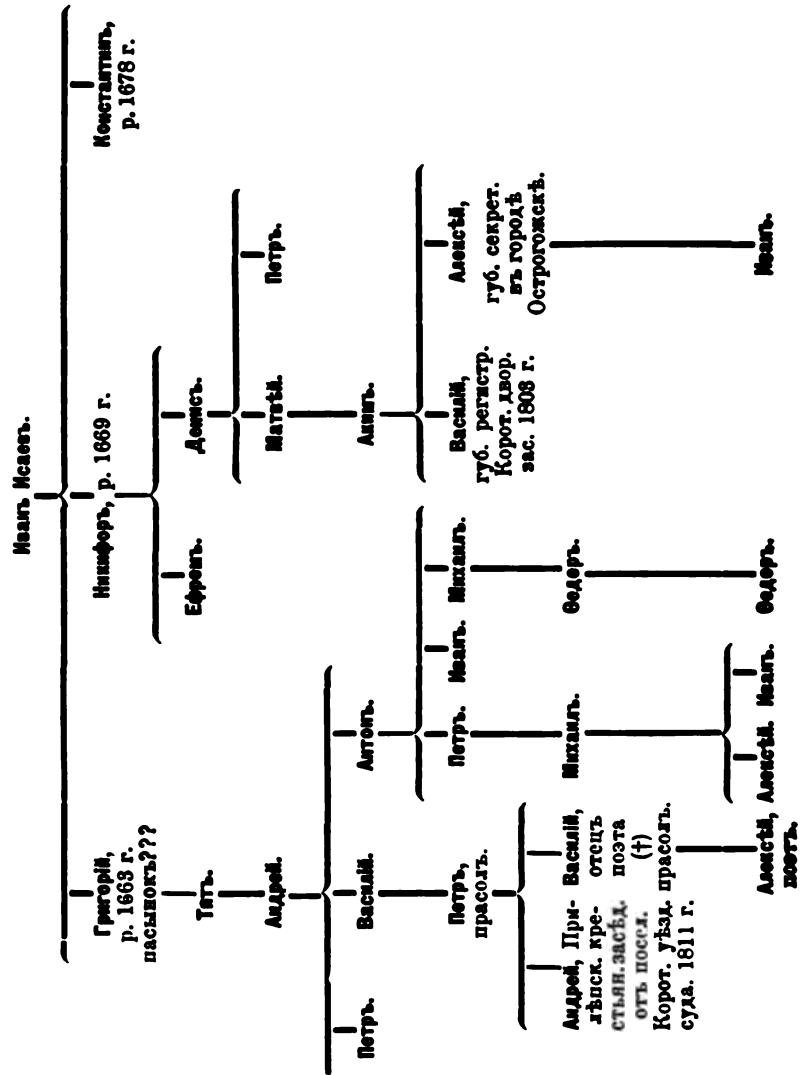 Иванъ Исаевъ.
Григорій,
р. 1663 г.
пасынокъ???
Никифоръ, р. 1669 г.
Константинъ,
р. 1678 г.
Титъ.
Ефремъ.
Денисъ.
Андрей.
Матвѣй.
Петръ.
Петръ.
Василій.
Антонъ.
Акимъ.
Петръ,
прасолъ.
Петръ.
Иванъ.
Михаилъ.
Василій,
губ. регистр.
Корот. двор.
зас. 1803 г.
Алексѣй,
губ. секрет.
въ городѣ
Острогожскѣ.
Андрей, При-
лѣпск. кре-
стьян. засѣд.
отъ посел.
Корот. уѣзд.
суда. 1811 г.
Василій,
отецъ
поэта
(†)
прасолъ.
Михаилъ.
Ѳедоръ.
Алексѣй,
поэтъ.
Алексѣй.
Иванъ.
Ѳедоръ.
Иванъ.